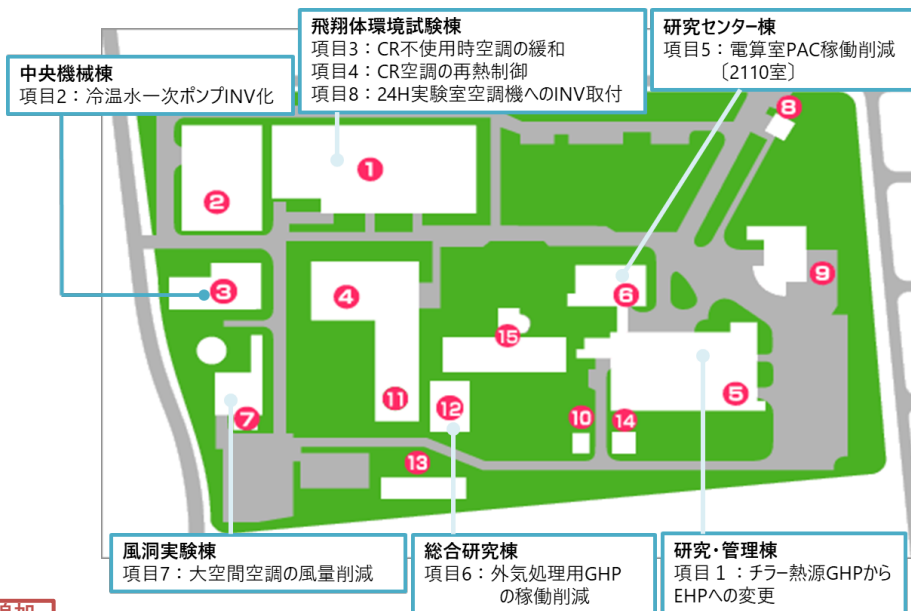 飛翔体環境試験棟
項目3：CR不使用時空調の緩和
項目4：CR空調の再熱制御
項目8：24H実験室空調機へのINV取付
研究センター棟
項目5：電算室PAC稼働削減
〔2110室〕
中央機械棟
項目2：冷温水一次ポンプINV化
8
1
2
9
3
4
6
15
5
11
12
7
10
14
13
風洞実験棟
項目7：大空間空調の風量削減
総合研究棟
項目6：外気処理用GHP
の稼働削減
研究・管理棟
項目１：チラー熱源GHPから
EHPへの変更
追加